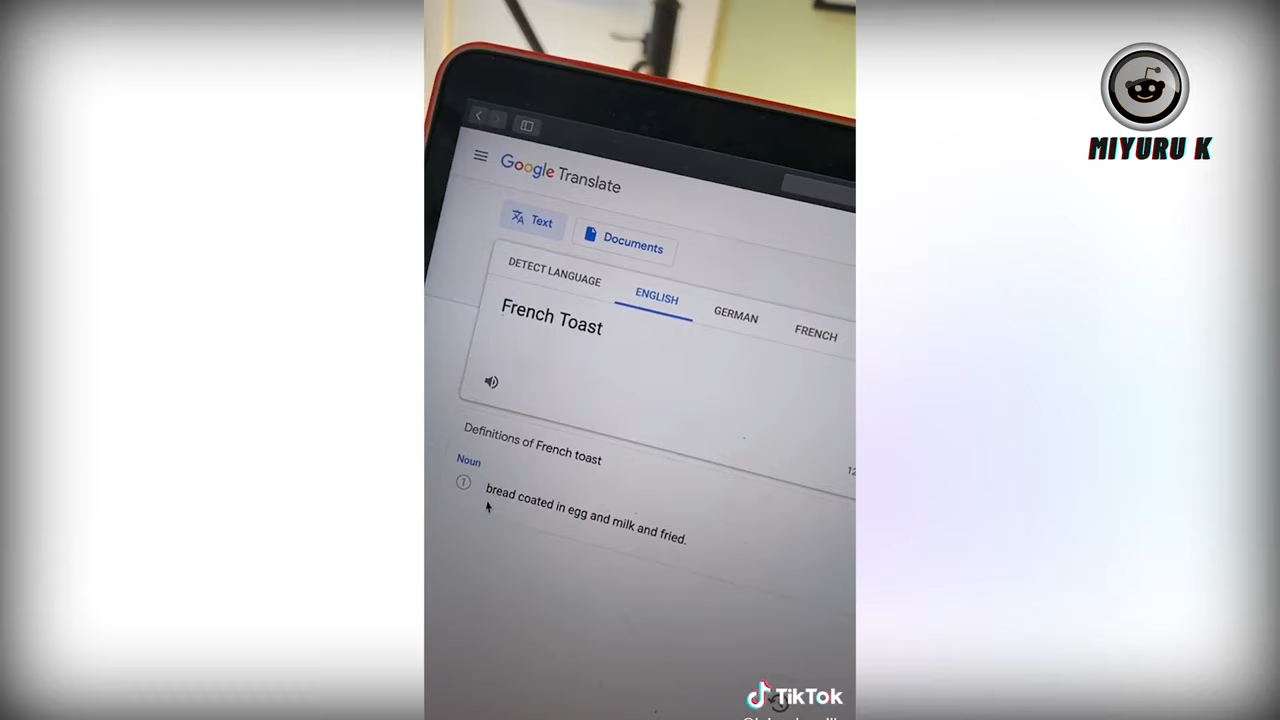 MIYURU K
Google Translate
Text
Documents
DETECT LANGUAGE
ENGLISH
GERMAN
FRENCH
French Toast
Definitions of French toast
Noun
1
bread coated in egg and milk and fried.
TikTok